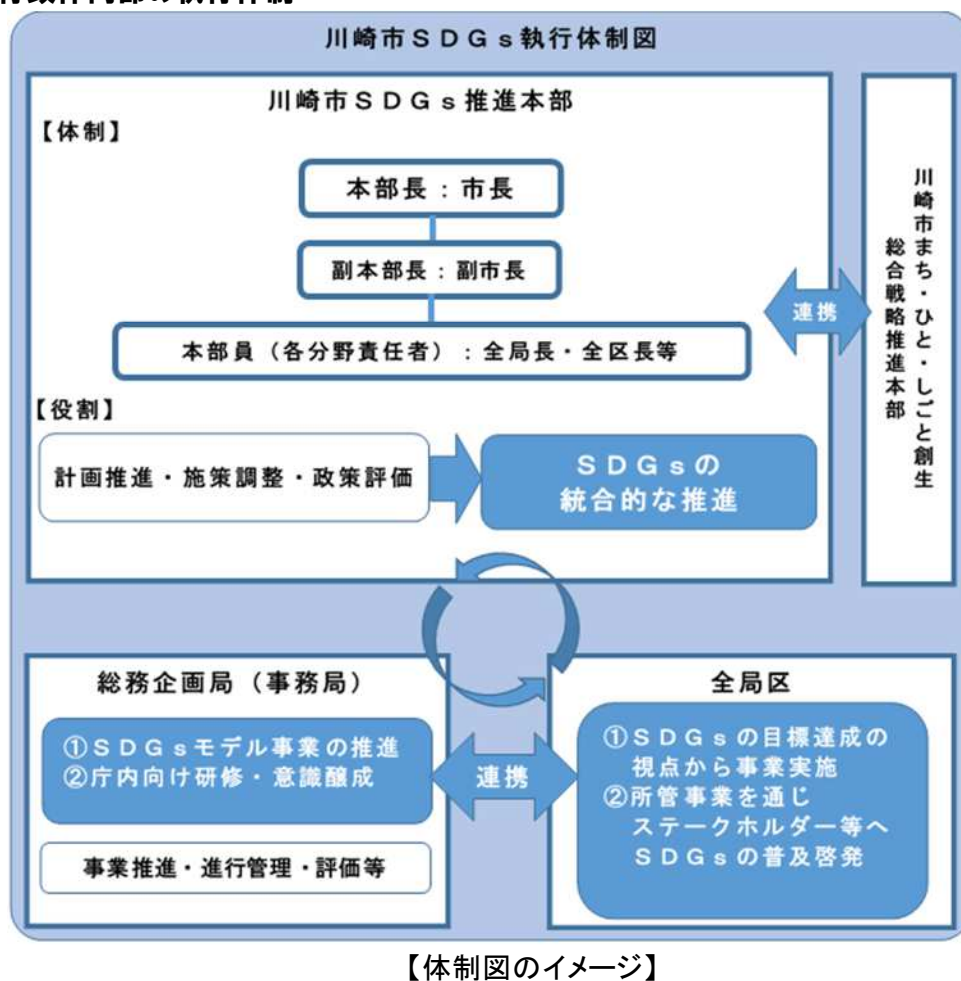 川崎市SDGs執行体制図
川崎市SDGs推進本部
【体制】
本部長:市長
副本部長:副市長
本部員(各分野責任者):全局長・全区長等
【役割】
計画推進・施策調整・政策評価
SDGsの
統合的な推進
連携
川崎市まち・ひと・しごと創生
総合戦略推進本部
総務企画局(事務局)
①SDGsモデル事業の推進
②庁内向け研修・意識醸成
事業推進・進行管理・評価等
連携
全局区
①SDGsの目標達成の
視点から事業実施
②所管事業を通じ
ステークホルダー等へ
SDGsの普及啓発
【体制図のイメージ】